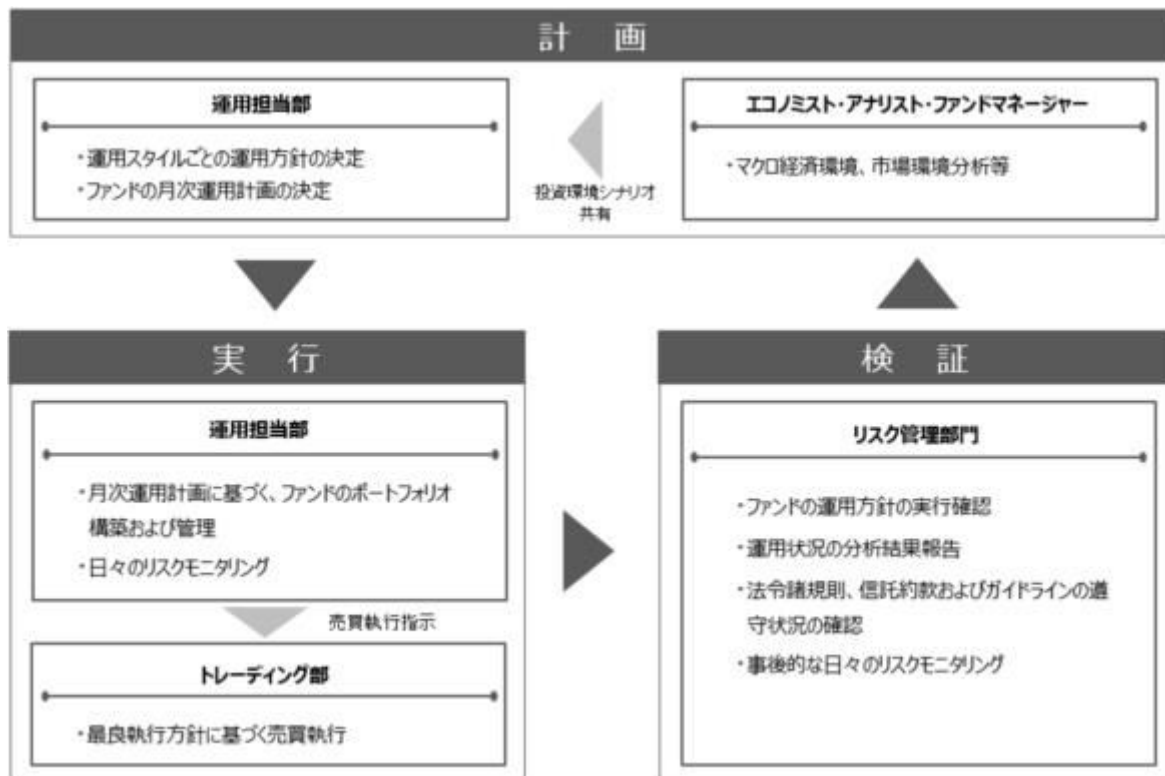 計 画
運用担当部
・運用スタイルごとの運用方針の決定
・ファンドの月次運用計画の決定
投資環境シナリオ
共有
エコノミスト・アナリスト・ファンドマネージャー
・マクロ経済環境、市場環境分析等
実 行
運用担当部
・月次運用計画に基づく、ファンドのポートフォリオ
構築および管理
・日々のリスクモニタリング
売買執行指示
トレーディング部
・最良執行方針に基づく売買執行
検 証
リスク管理部門
・ファンドの運用方針の実行確認
・運用状況の分析結果報告
・法令諸規則、信託約款およびガイドラインの遵
守状況の確認
・事後的な日々のリスクモニタリング